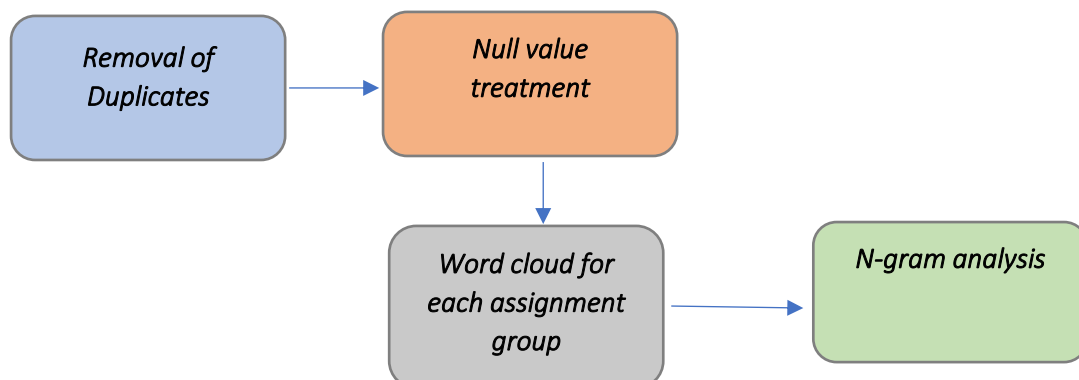 Removal of
Duplicates
Null value
treatment
Word cloud for
each assignment
group
N-gram analysis